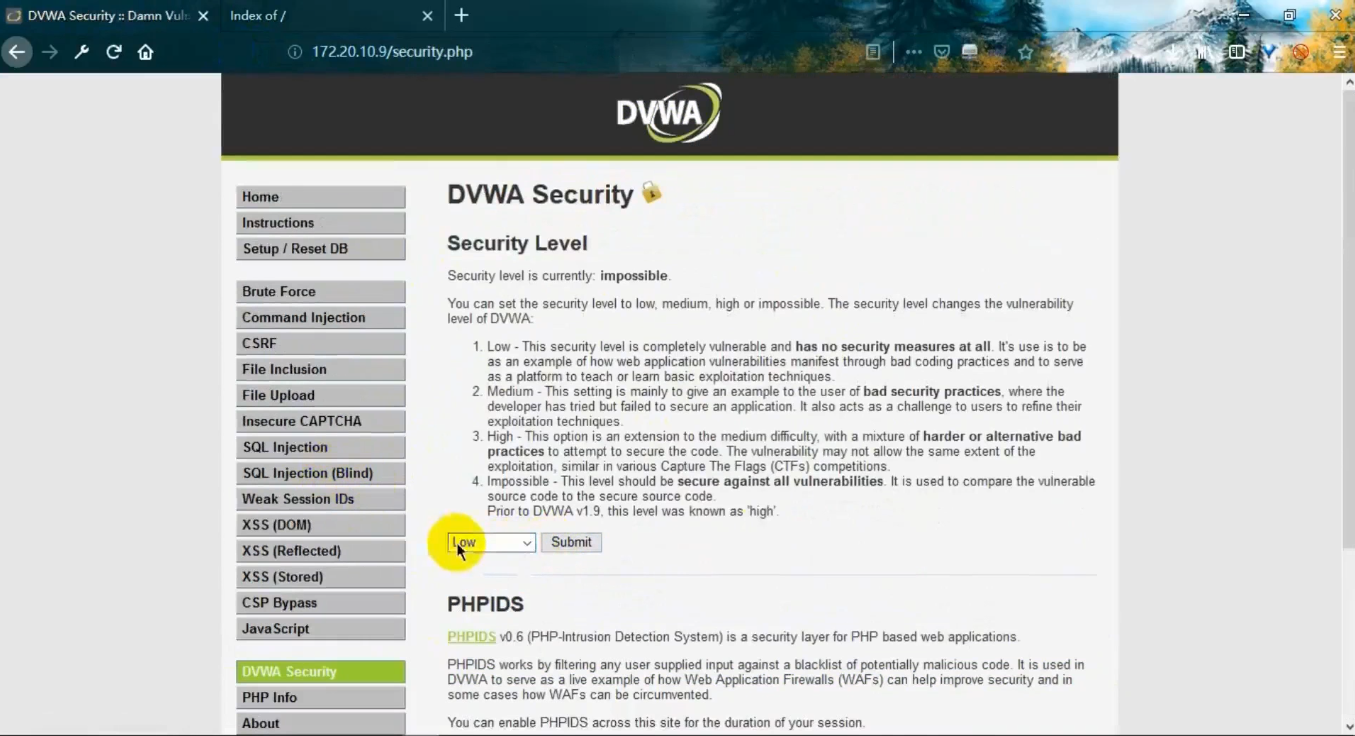 DVWA Security :: Damn Vuln
Index of /
172.20.10.9/security.php
DVWA
Home
Instructions
Setup / Reset DB
Brute Force
Command Injection
CSRF
File Inclusion
File Upload
Insecure CAPTCHA
SQL Injection
SQL Injection (Blind)
Weak Session IDs
XSS (DOM)
XSS (Reflected)
XSS (Stored)
CSP Bypass
JavaScript
DVWA Security
PHP Info
About
DVWA Security
Security Level
Security level is currently: impossible.
You can set the security level to low, medium, high or impossible. The security level changes the vulnerability
level of DVWA:
1. Low - This security level is completely vulnerable and has no security measures at all. It's use is to be
as an example of how web application vulnerabilities manifest through bad coding practices and to serve
as a platform to teach or learn basic exploitation techniques.
2. Medium - This setting is mainly to give an example to the user of bad security practices, where the
developer has tried but failed to secure an application. It also acts as a challenge to users to refine their
exploitation techniques.
3. High - This option is an extension to the medium difficulty, with a mixture of harder or alternative bad
practices to attempt to secure the code. The vulnerability may not allow the same extent of the
exploitation, similar in various Capture The Flags (CTFs) competitions.
4. Impossible - This level should be secure against all vulnerabilities. It is used to compare the vulnerable
source code to the secure source code.
Prior to DVWA v1.9, this level was known as 'high'.
Low
Submit
PHPIDS
PHPIDS v0.6 (PHP-Intrusion Detection System) is a security layer for PHP based web applications.
PHPIDS works by filtering any user supplied input against a blacklist of potentially malicious code. It is used in
DVWA to serve as a live example of how Web Application Firewalls (WAFs) can help improve security and in
some cases how WAFs can be circumvented.
You can enable PHPIDS across this site for the duration of your session.